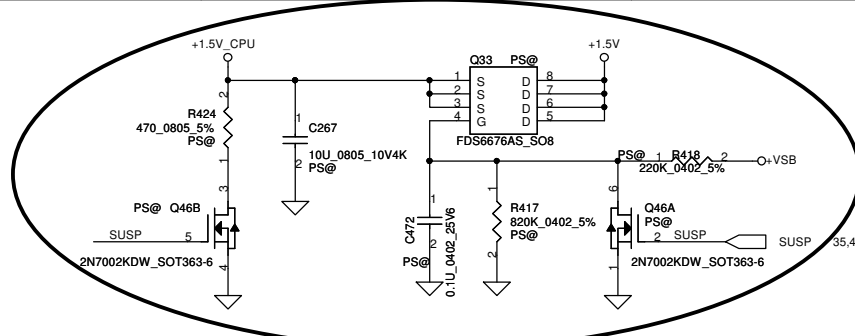 +1.5V_CPU
+1.5V
Q33 PS@
1 S D 8
2 S D 7
3 S D 6
4 G D 5
FDS6676AS_SO8
2
R424
470_0805_5%
PS@
1
1
C267
10U_0805_10V4K
2
PS@
PS@ 1 R418 2 +VSB
220K_0402_5%
3
PS@ Q46B
SUSP 5
2N7002KDW_SOT363-6
4
1
C472
2
PS@
0.1U_0402_25V6
1
R417
820K_0402_5%
PS@
2
6
Q46A
PS@
2 SUSP SUSP 35,4
2N7002KDW_SOT363-6
1